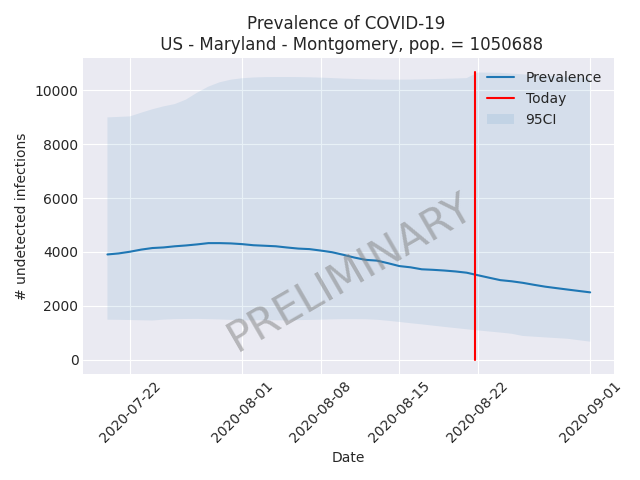 Prevalence of COVID-19
US - Maryland - Montgomery, pop. = 1050688
# undetected infections
10000
8000
6000
4000
2000
0
Prevalence
Today
95CI
PRELIMINARY
2020-07-22
2020-08-01
2020-08-08
2020-08-15
2020-08-22
2020-09-01
Date